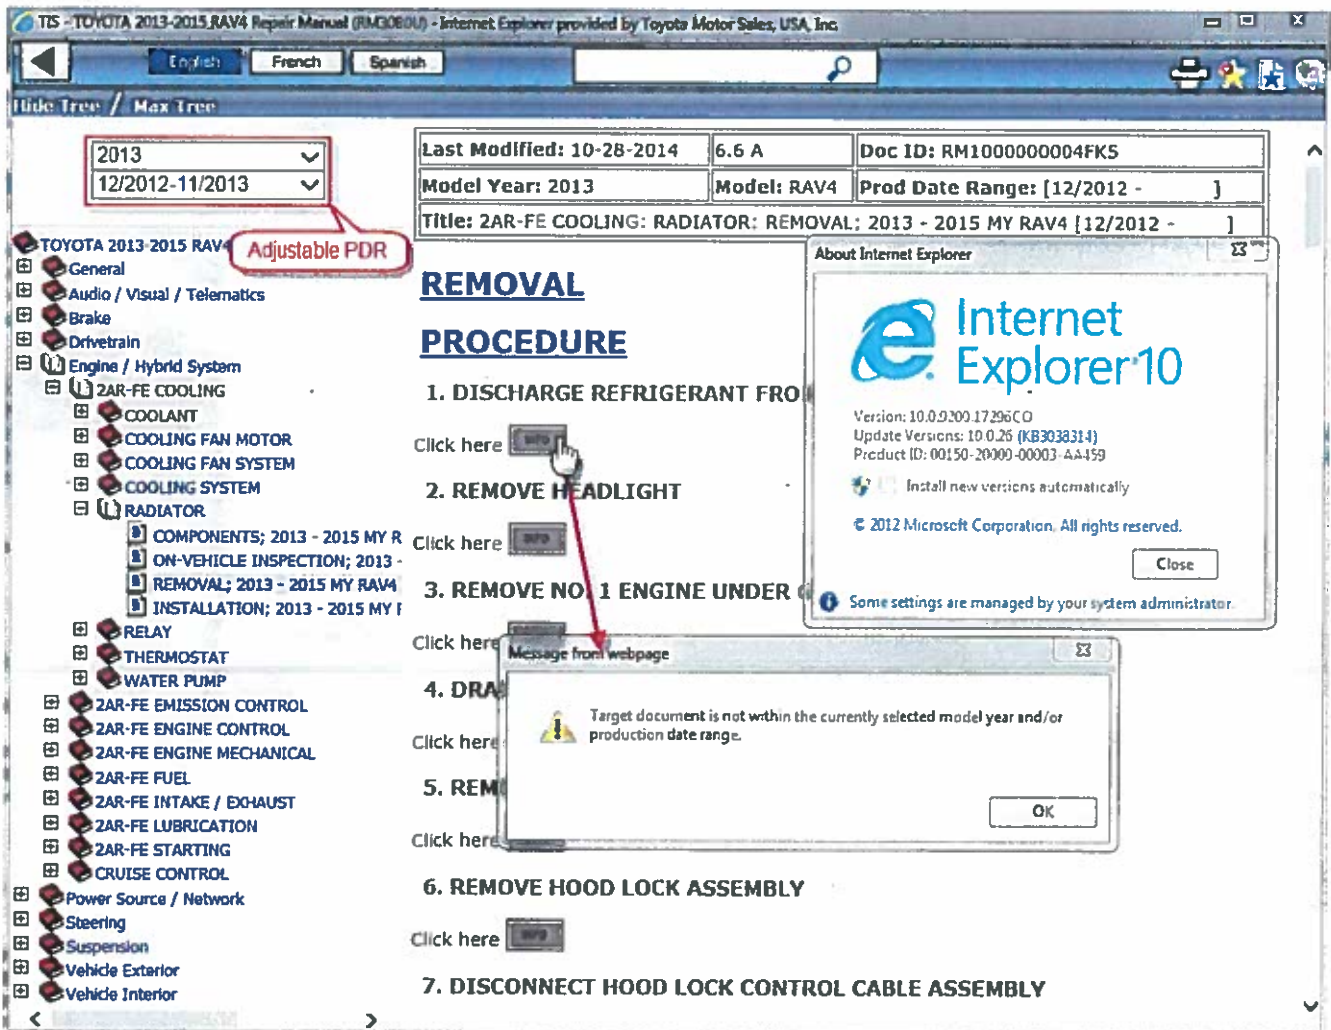 TIS - TOYOTA 2013-2015 RAV4 Repair Manual (RM30E0U) - Internet Explorer provided by Toyota Motor Sales, USA, Inc.
English French Spanish
Hide Tree / Max Tree
2013
12/2012-11/2013
Adjustable PDR
TOYOTA 2013-2015 RAV4
General
Audio / Visual / Telematics
Brake
Drivetrain
Engine / Hybrid System
2AR-FE COOLING
COOLANT
COOLING FAN MOTOR
COOLING FAN SYSTEM
COOLING SYSTEM
RADIATOR
COMPONENTS; 2013 - 2015 MY R
ON-VEHICLE INSPECTION; 2013 -
REMOVAL; 2013 - 2015 MY RAV4
INSTALLATION; 2013 - 2015 MY
RELAY
THERMOSTAT
WATER PUMP
2AR-FE EMISSION CONTROL
2AR-FE ENGINE CONTROL
2AR-FE ENGINE MECHANICAL
2AR-FE FUEL
2AR-FE INTAKE / EXHAUST
2AR-FE LUBRICATION
2AR-FE STARTING
CRUISE CONTROL
Power Source / Network
Steering
Suspension
Vehicle Exterior
Vehicle Interior
Last Modified: 10-28-2014 6.6 A Doc ID: RM1000000004FK5
Model Year: 2013 Model: RAV4 Prod Date Range: [12/2012 - ]
Title: 2AR-FE COOLING: RADIATOR: REMOVAL; 2013 - 2015 MY RAV4 [12/2012 - ]
REMOVAL
PROCEDURE
1. DISCHARGE REFRIGERANT FRO
Click here INFO
2. REMOVE HEADLIGHT
Click here INFO
3. REMOVE NO. 1 ENGINE UNDER
Click here
4. DRA
Click here
5. REM
Click here
6. REMOVE HOOD LOCK ASSEMBLY
Click here INFO
7. DISCONNECT HOOD LOCK CONTROL CABLE ASSEMBLY
About Internet Explorer
Internet
Explorer 10
Version: 10.0.9200.17296CO
Update Versions: 10.0.26 (KB3038314)
Product ID: 00150-20000-00003-AA459
Install new versions automatically
© 2012 Microsoft Corporation. All rights reserved.
Close
Some settings are managed by your system administrator.
Message from webpage
Target document is not within the currently selected model year and/or
production date range.
OK